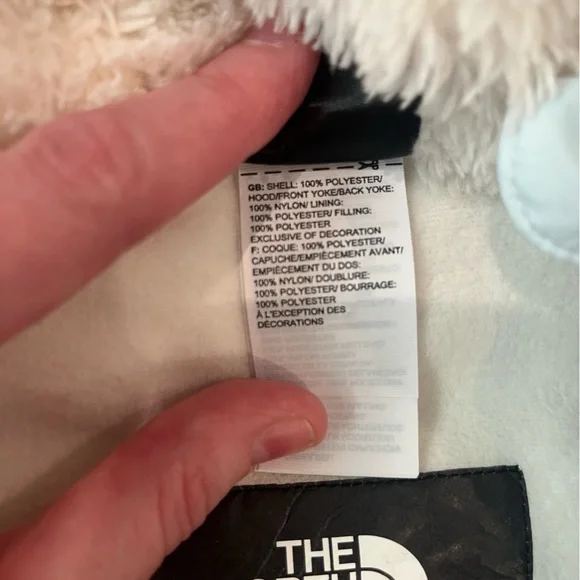 GB: SHELL: 100% POLYESTER/
HOOD/FRONT YOKE/BACK YOKE:
100% NYLON/ LINING:
100% POLYESTER/ FILLING:
100% POLYESTER
EXCLUSIVE OF DECORATION
F: COQUE: 100% POLYESTER/
CAPUCHE/EMPIÈCEMENT AVANT/
EMPIÈCEMENT DU DOS:
100% NYLON/ DOUBLURE:
100% POLYESTER/ BOURRAGE:
100% POLYESTER
À L'EXCEPTION DES
DÉCORATIONS
THE